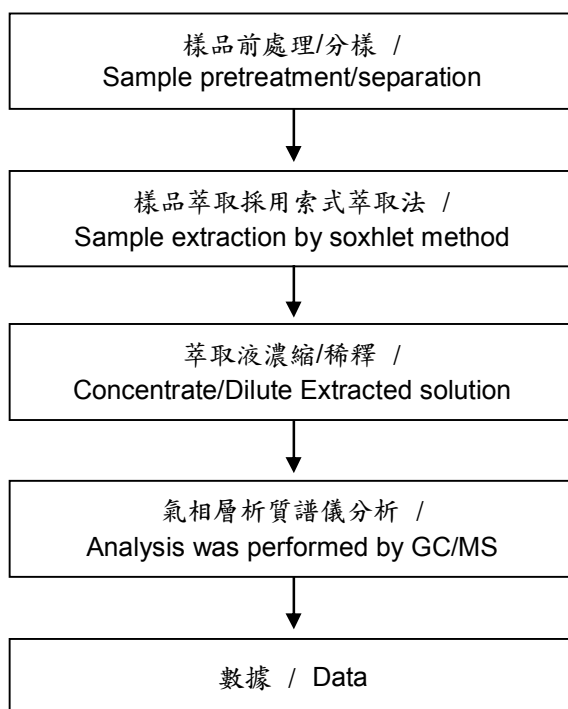 樣品前處理/分樣 /
Sample pretreatment/separation
樣品萃取採用索式萃取法 /
Sample extraction by soxhlet method
萃取液濃縮/稀釋 /
Concentrate/Dilute Extracted solution
氣相層析質譜儀分析 /
Analysis was performed by GC/MS
數據 / Data